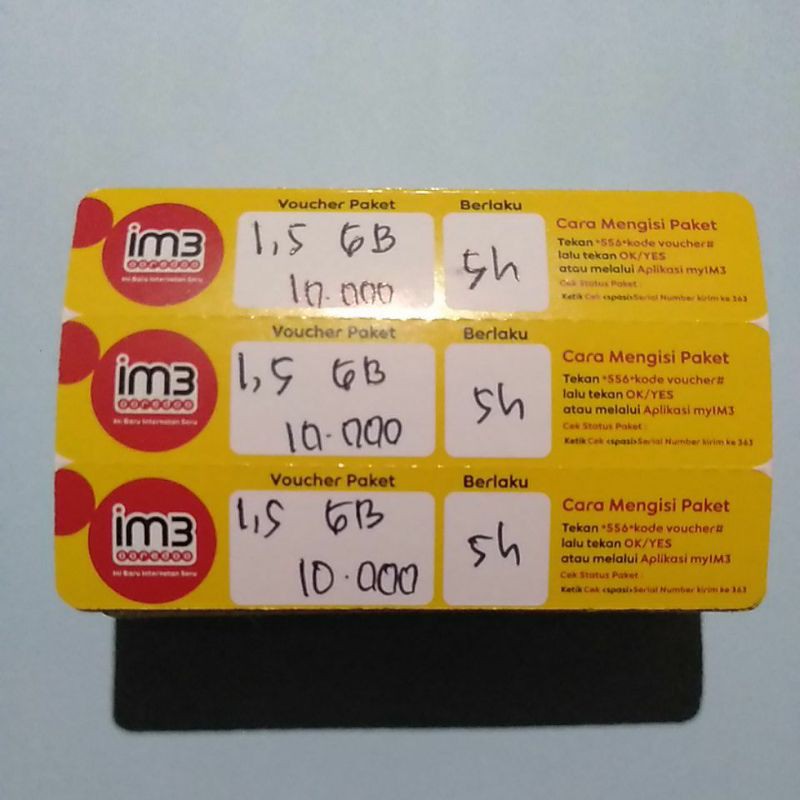 Voucher Paket
Berlaku
im3
ooredoo
Ini Baru Internetan Seru
1,5 GB
10.000
5h
Cara Mengisi Paket
Tekan *556*kode voucher#
lalu tekan OK/YES
atau melalui Aplikasi myIM3
Cek Status Paket :
Ketik Cek <spasi>Serial Number kirim ke 363
Voucher Paket
Berlaku
im3
ooredoo
Ini Baru Internetan Seru
1,5 GB
10.000
5h
Cara Mengisi Paket
Tekan *556*kode voucher#
lalu tekan OK/YES
atau melalui Aplikasi myIM3
Cek Status Paket :
Ketik Cek <spasi>Serial Number kirim ke 363
Voucher Paket
Berlaku
im3
ooredoo
Ini Baru Internetan Seru
1,5 GB
10.000
5h
Cara Mengisi Paket
Tekan *556*kode voucher#
lalu tekan OK/YES
atau melalui Aplikasi myIM3
Cek Status Paket :
Ketik Cek <spasi>Serial Number kirim ke 363